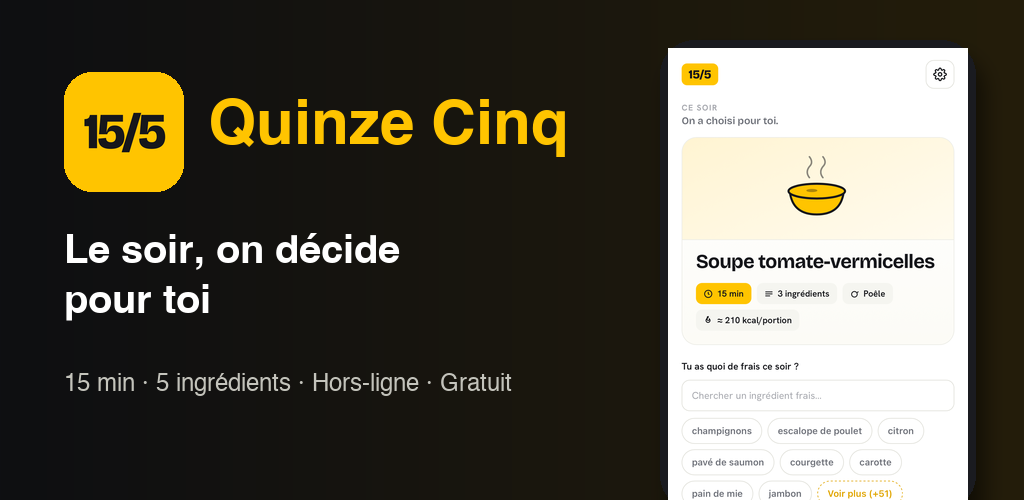 15/5
Quinze Cinq
Le soir, on décide
pour toi
15 min · 5 ingrédients · Hors-ligne · Gratuit
15/5
CE SOIR
On a choisi pour toi.
Soupe tomate-vermicelles
15 min
3 ingrédients
Poêle
≈ 210 kcal/portion
Tu as quoi de frais ce soir ?
Chercher un ingrédient frais...
champignons
escalope de poulet
citron
pavé de saumon
courgette
carotte
pain de mie
jambon
Voir plus (+51)